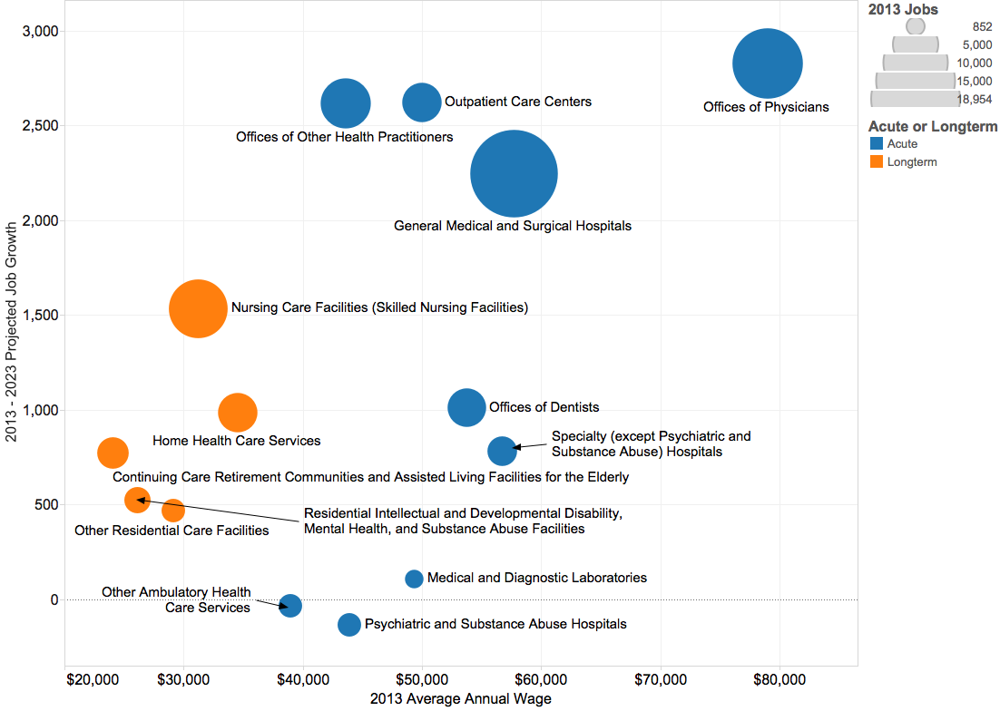 2013 Jobs
852
5,000
10,000
15,000
18,954
Acute or Longterm
Acute
Longterm
2013 - 2023 Projected Job Growth
3,000
2,500
2,000
1,500
1,000
500
0
Offices of Physicians
Outpatient Care Centers
Offices of Other Health Practitioners
General Medical and Surgical Hospitals
Nursing Care Facilities (Skilled Nursing Facilities)
Offices of Dentists
Specialty (except Psychiatric and
Substance Abuse) Hospitals
Home Health Care Services
Continuing Care Retirement Communities and Assisted Living Facilities for the Elderly
Residential Intellectual and Developmental Disability,
Mental Health, and Substance Abuse Facilities
Other Residential Care Facilities
Medical and Diagnostic Laboratories
Other Ambulatory Health
Care Services
Psychiatric and Substance Abuse Hospitals
$20,000
$30,000
$40,000
$50,000
$60,000
$70,000
$80,000
2013 Average Annual Wage